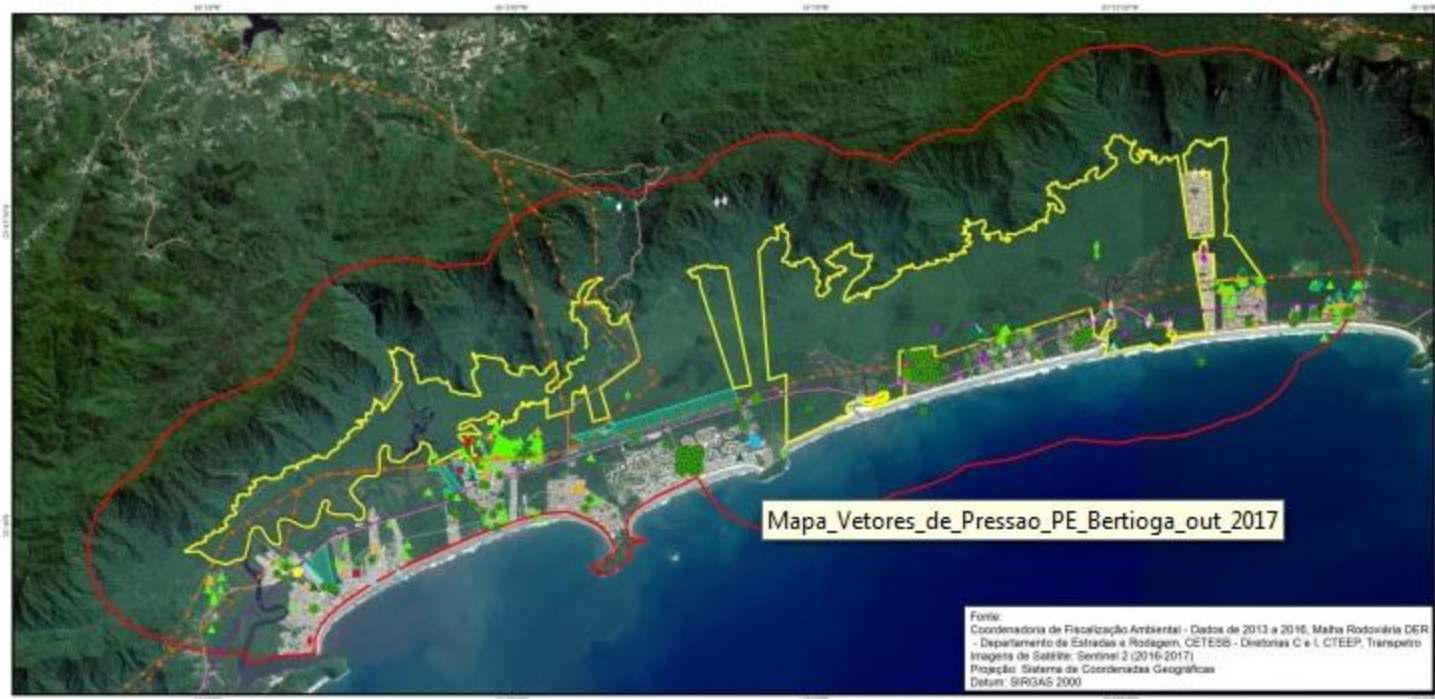 Mapa_Vetores_de_Pressao_PE_Bertioga_out_2017
Fonte:
Coordenadoria de Fiscalização Ambiental - Dados de 2013 a 2016, Malha Rodoviária DER
- Departamento de Estradas e Rodagem, CETESB - Diretorias C e I, CTEEP, Transpetro
Imagens de Satélite: Sentinel 2 (2016-2017)
Projeção: Sistema de Coordenadas Geográficas
Datum: SIRGAS 2000